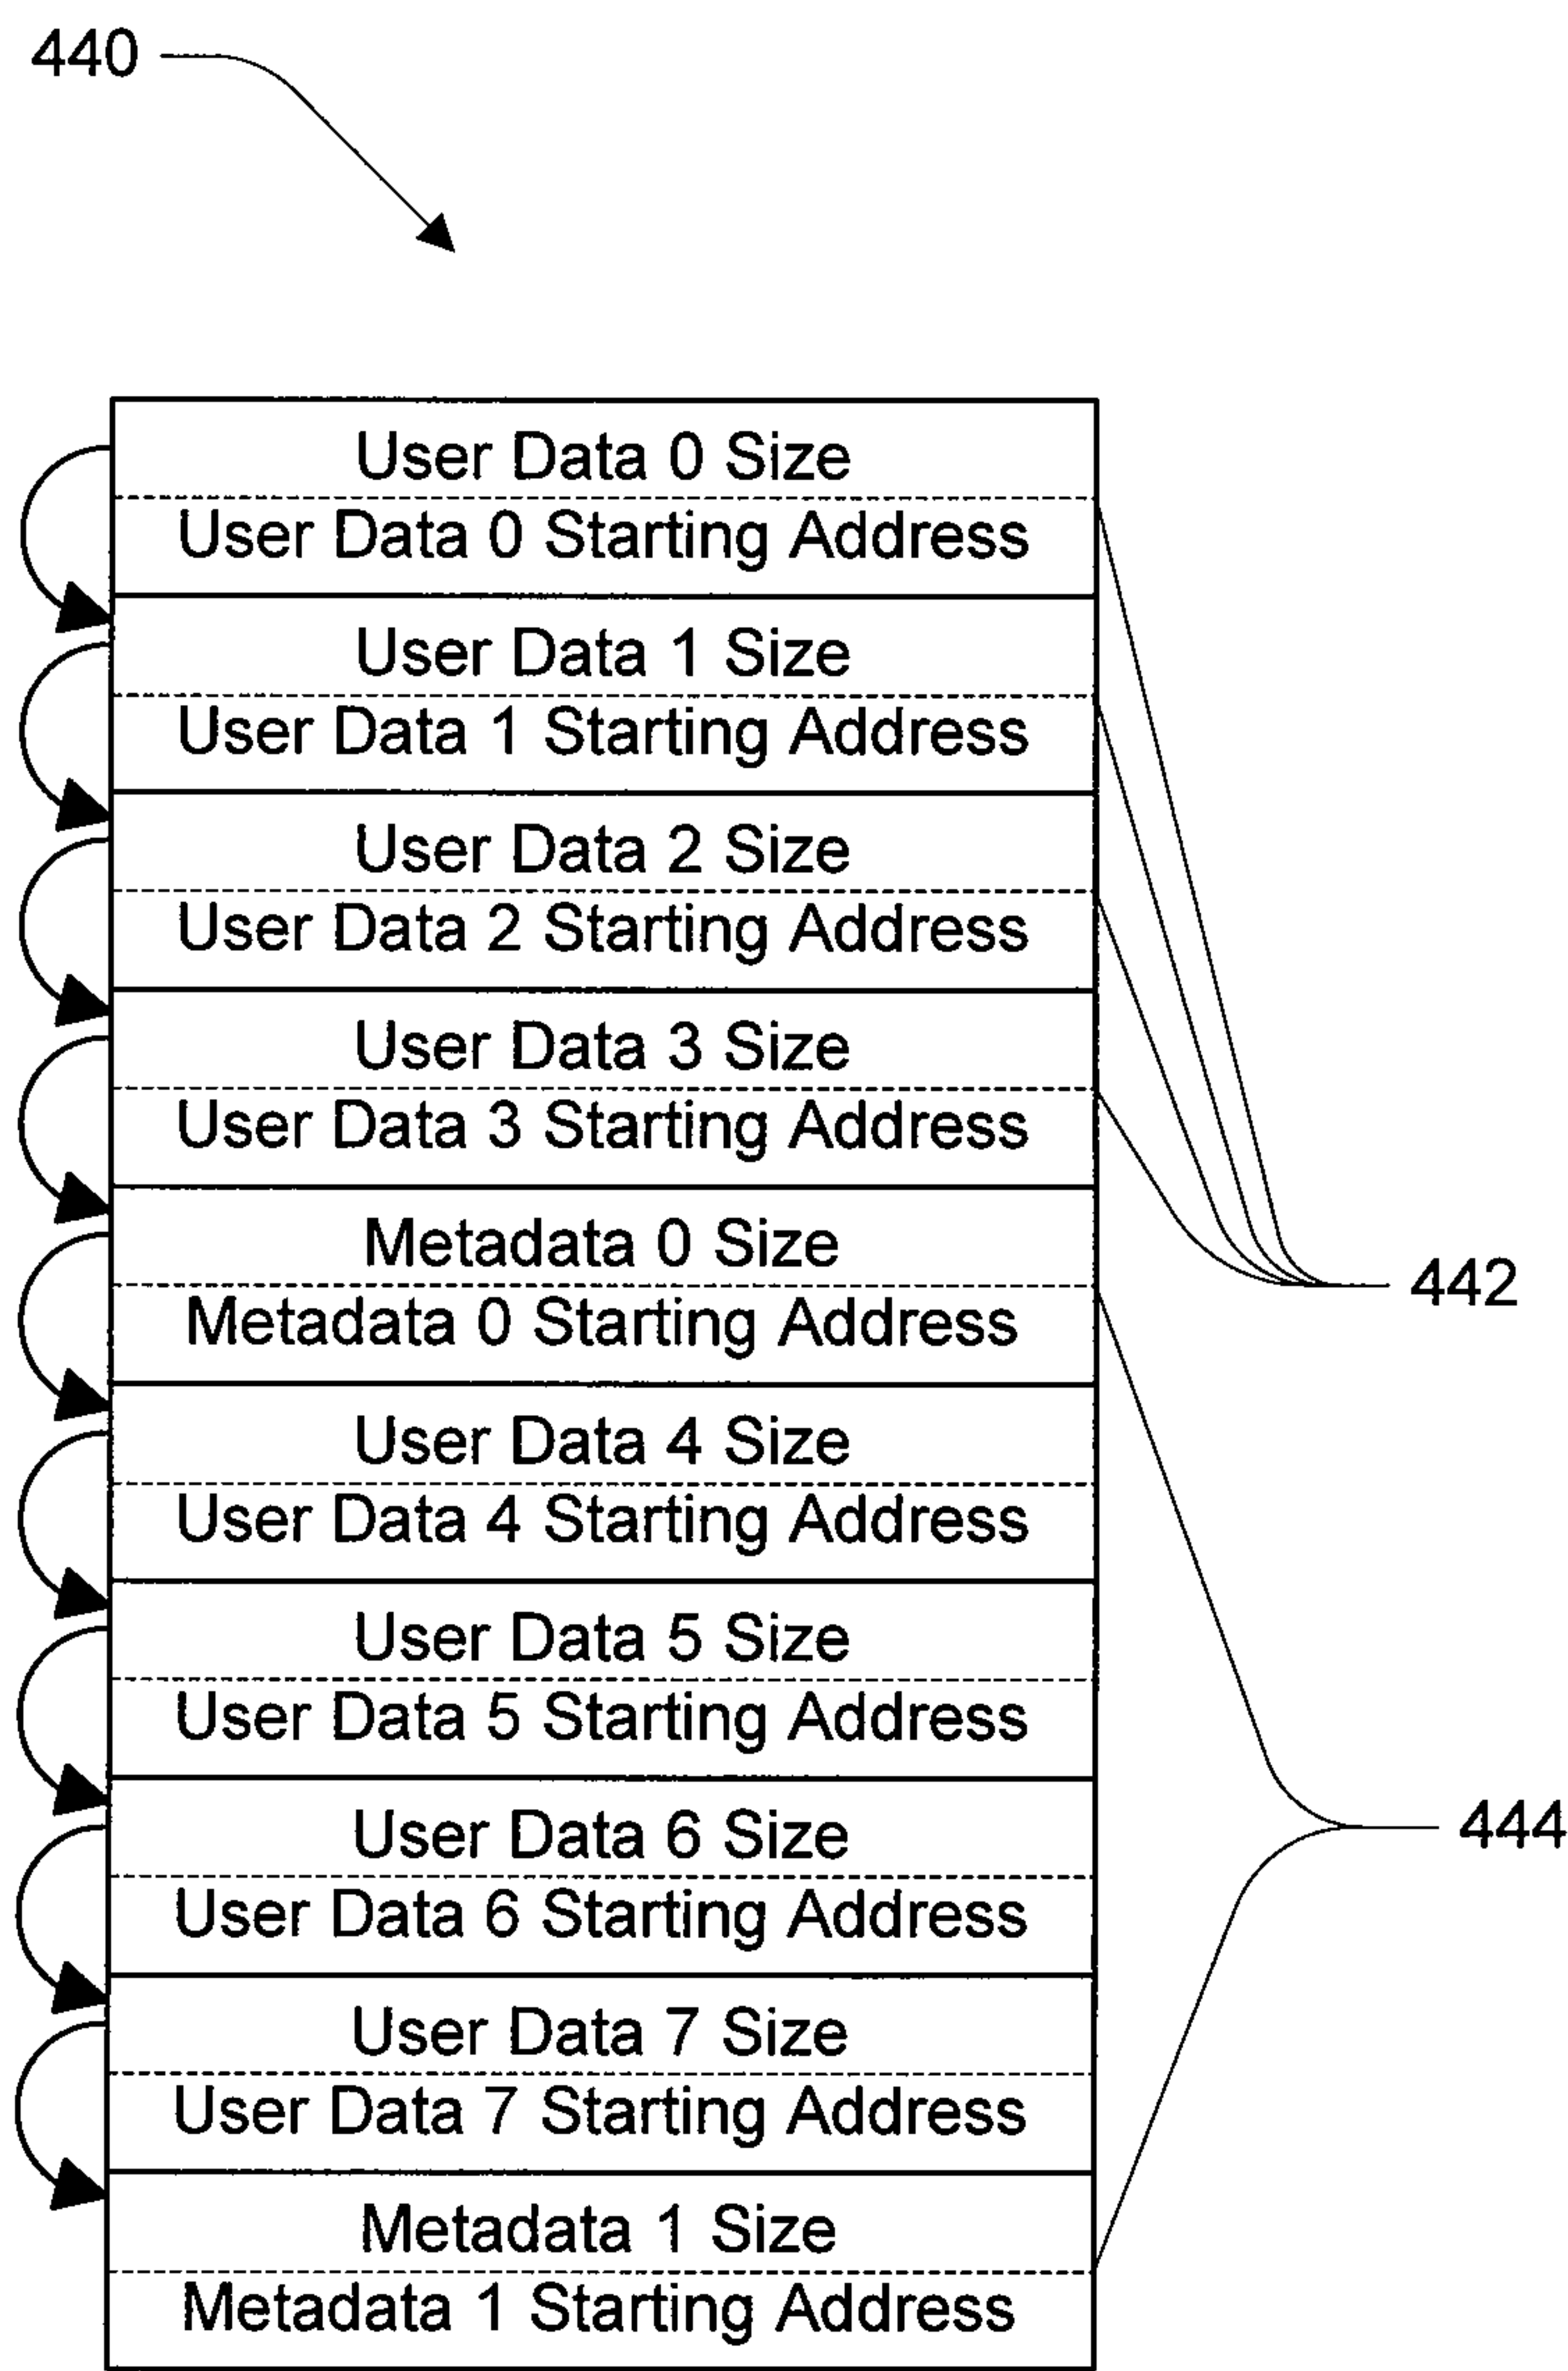 440
User Data 0 Size
User Data 0 Starting Address
User Data 1 Size
User Data 1 Starting Address
User Data 2 Size
User Data 2 Starting Address
User Data 3 Size
User Data 3 Starting Address
Metadata 0 Size
442
Metadata 0 Starting Address
User Data 4 Size
User Data 4 Starting Address
User Data 5 Size
User Data 5 Starting Address
User Data 6 Size
444
User Data 6 Starting Address
User Data 7 Size
User Data 7 Starting Address
Metadata 1 Size
Metadata 1 Starting Address